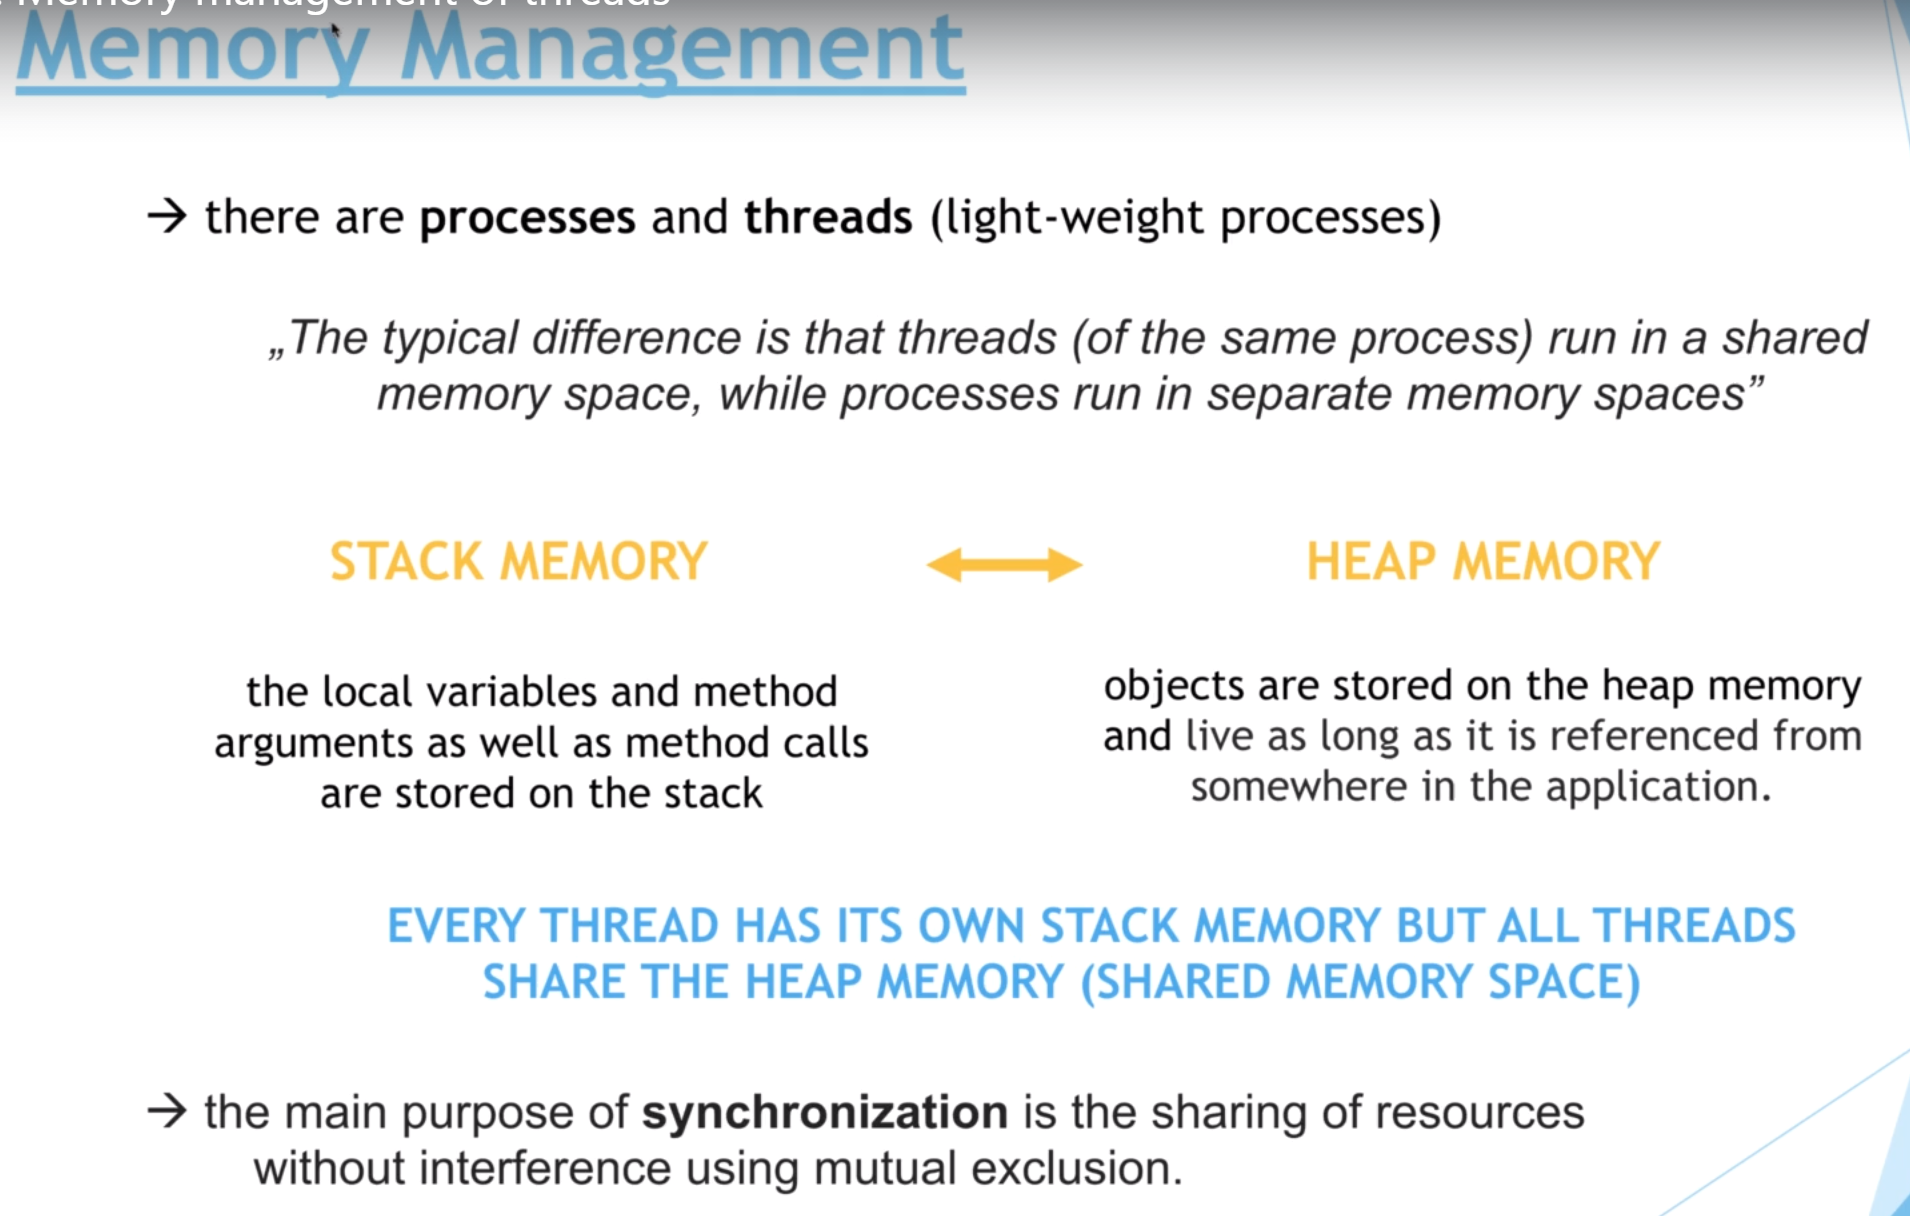 Memory management of threads
Memory Management
→ there are processes and threads (light-weight processes)
„The typical difference is that threads (of the same process) run in a shared
memory space, while processes run in separate memory spaces”
STACK MEMORY
HEAP MEMORY
the local variables and method
arguments as well as method calls
are stored on the stack
objects are stored on the heap memory
and live as long as it is referenced from
somewhere in the application.
EVERY THREAD HAS ITS OWN STACK MEMORY BUT ALL THREADS
SHARE THE HEAP MEMORY (SHARED MEMORY SPACE)
→ the main purpose of synchronization is the sharing of resources
without interference using mutual exclusion.